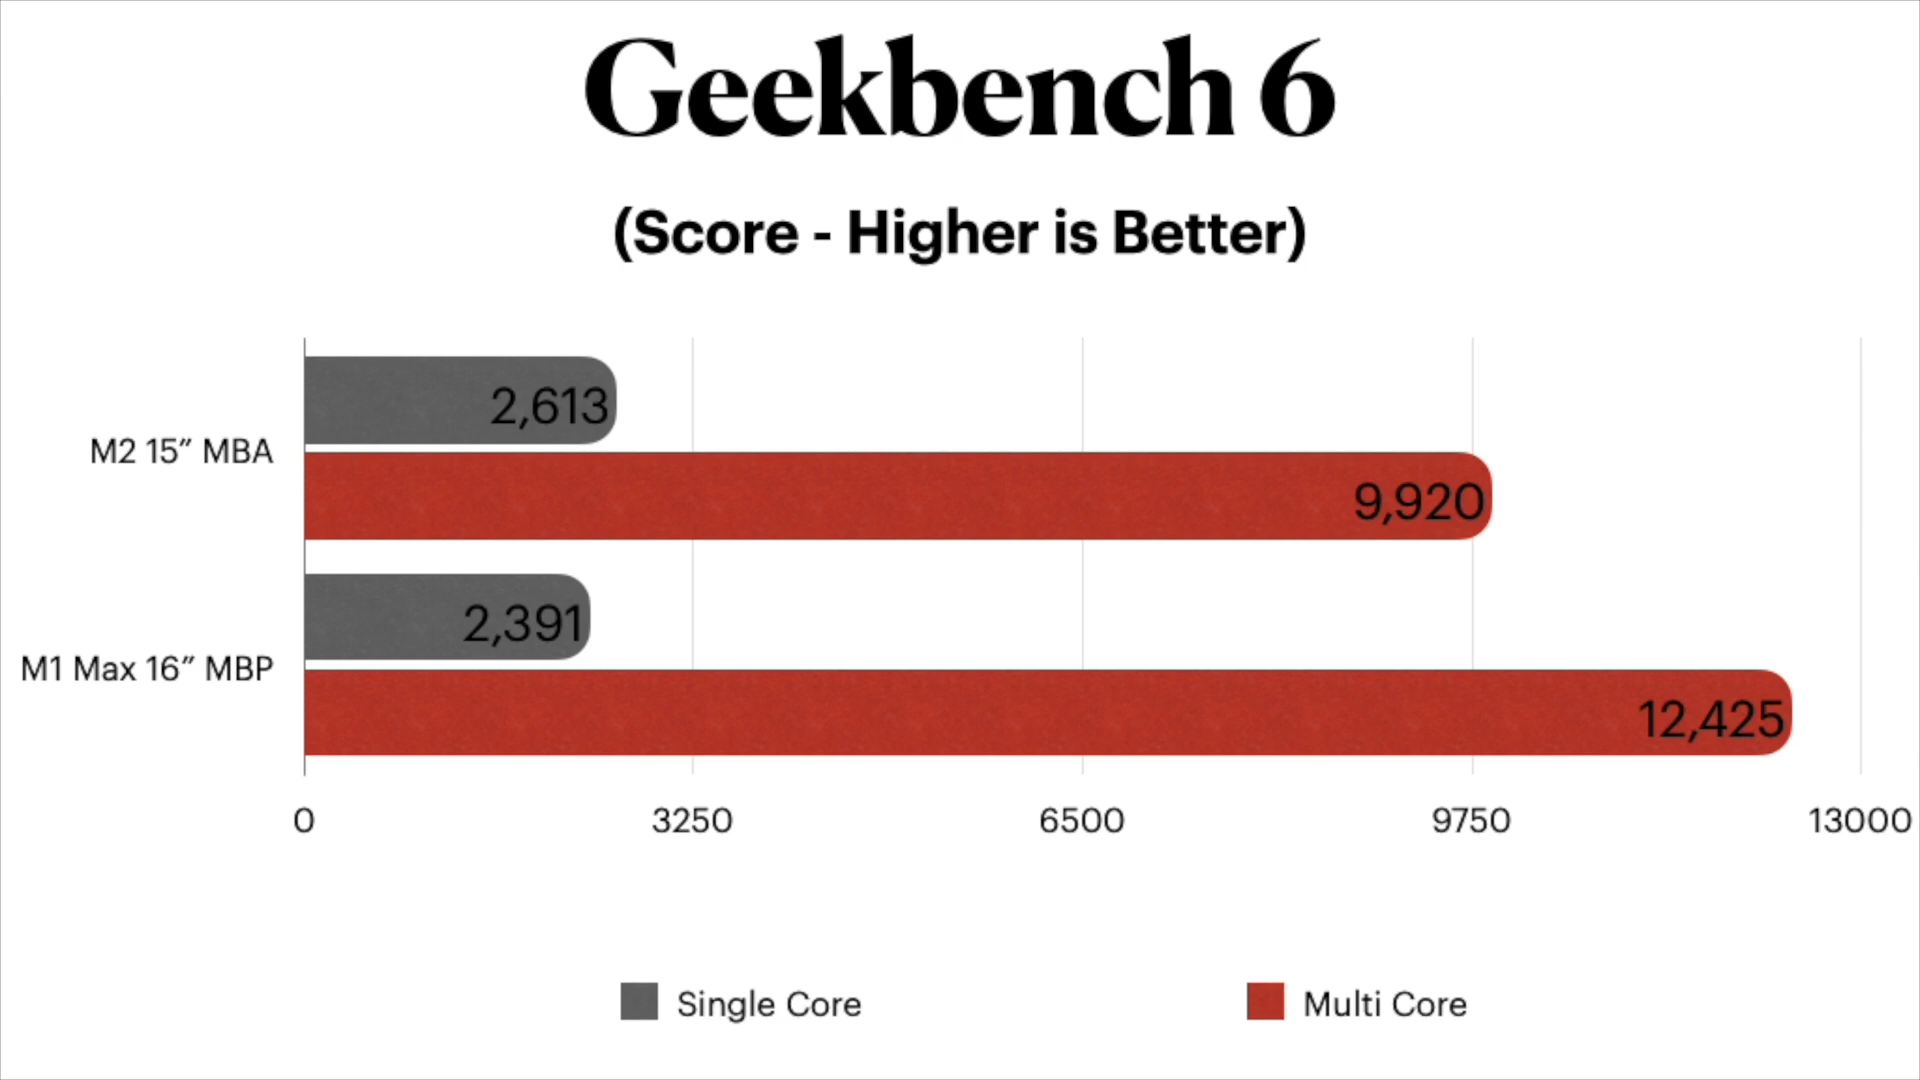 Geekbench 6
(Score - Higher is Better)
2,613
M2 15″ MBA
9,920
2,391
M1 Max 16″ MBP
12,425
0 3250 6500 9750 13000
Single Core Multi Core